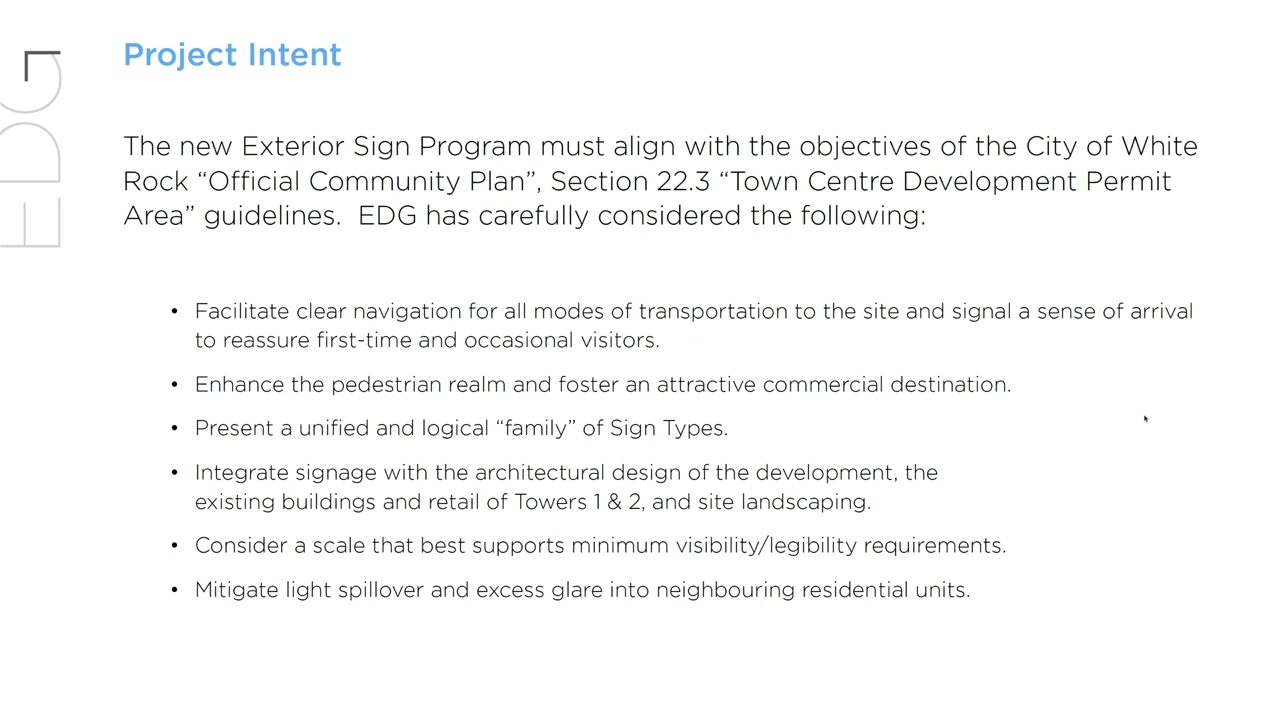 EDG
Project Intent
The new Exterior Sign Program must align with the objectives of the City of White
Rock “Official Community Plan”, Section 22.3 “Town Centre Development Permit
Area” guidelines.  EDG has carefully considered the following:
• Facilitate clear navigation for all modes of transportation to the site and signal a sense of arrival
to reassure first-time and occasional visitors.
• Enhance the pedestrian realm and foster an attractive commercial destination.
• Present a unified and logical “family” of Sign Types.
• Integrate signage with the architectural design of the development, the
existing buildings and retail of Towers 1 & 2, and site landscaping.
• Consider a scale that best supports minimum visibility/legibility requirements.
• Mitigate light spillover and excess glare into neighbouring residential units.